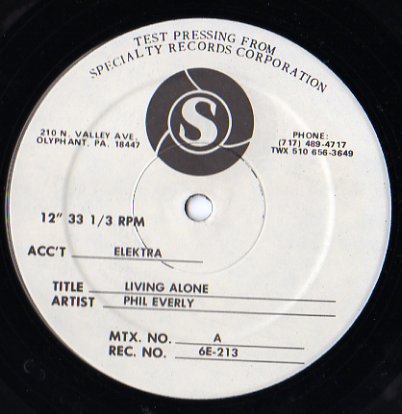 TEST PRESSING FROM
SPECIALTY RECORDS CORPORATION
S
210 N. VALLEY AVE.
OLYPHANT, PA. 18447
PHONE:
(717) 489-4717
TWX 510 656-3649
12" 33 1/3 RPM
ACC'T ELEKTRA
TITLE LIVING ALONE
ARTIST PHIL EVERLY
MTX. NO. A
REC. NO. 6E-213